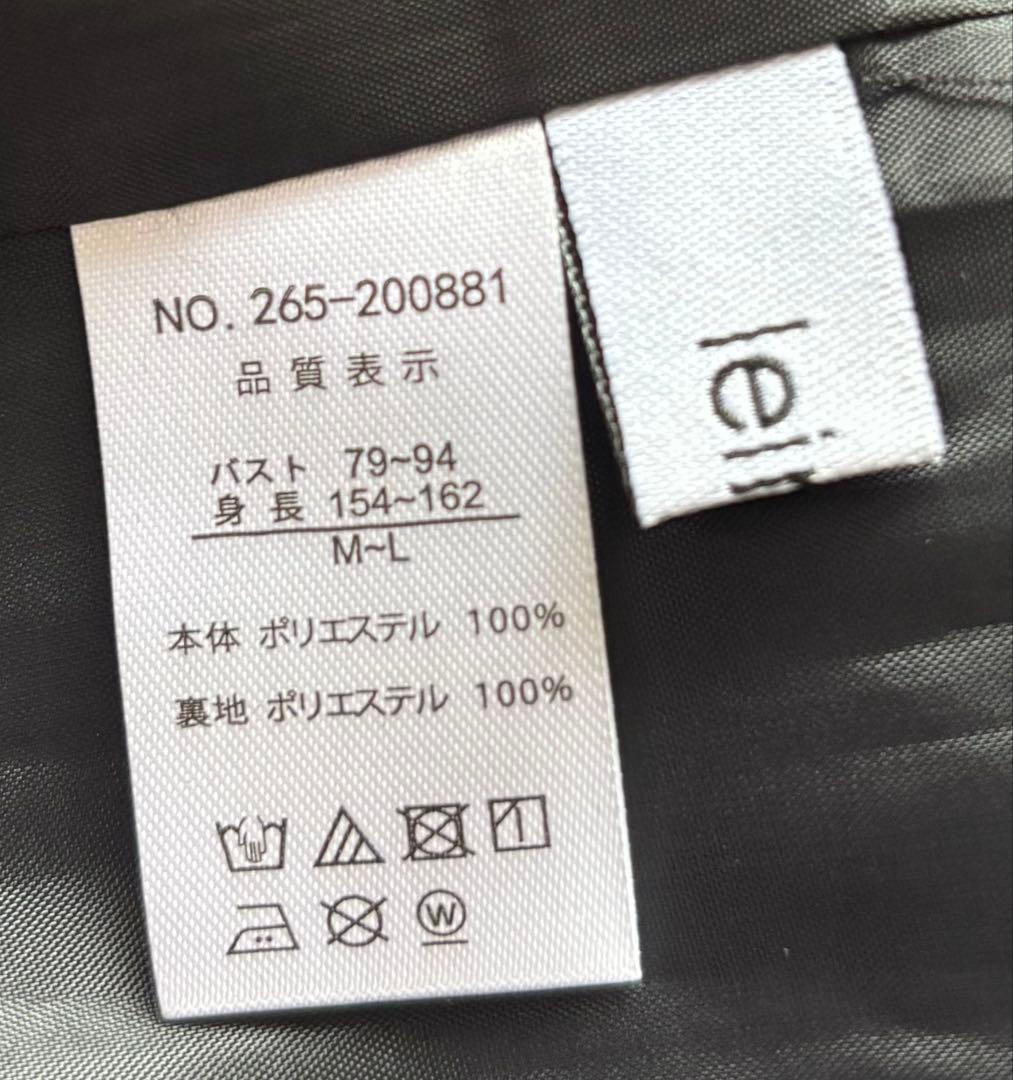 NO. 265-200881
品質表示
バスト 79~94
身長 154~162
M~L
本体 ポリエステル 100%
裏地 ポリエステル 100%
W